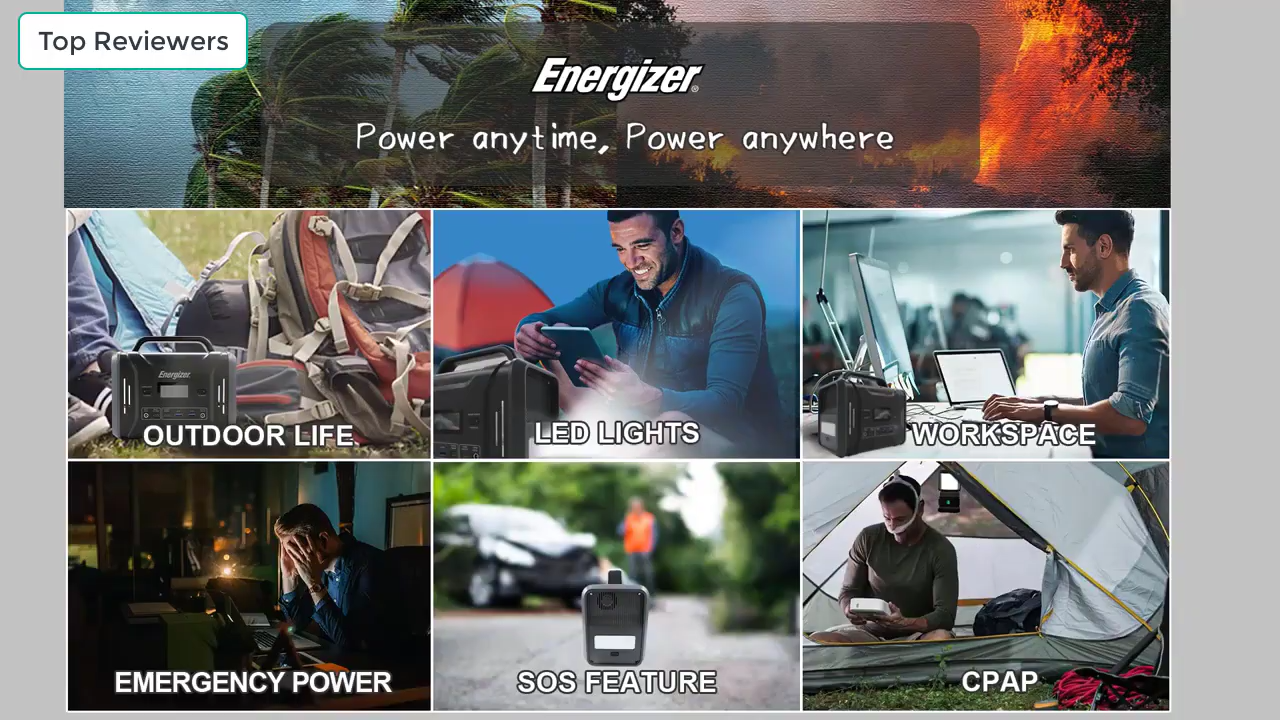 Top Reviewers
Energizer
Power anytime, Power anywhere
Energizer
OUTDOOR LIFE
LED LIGHTS
WORKSPACE
EMERGENCY POWER
SOS FEATURE
CPAP